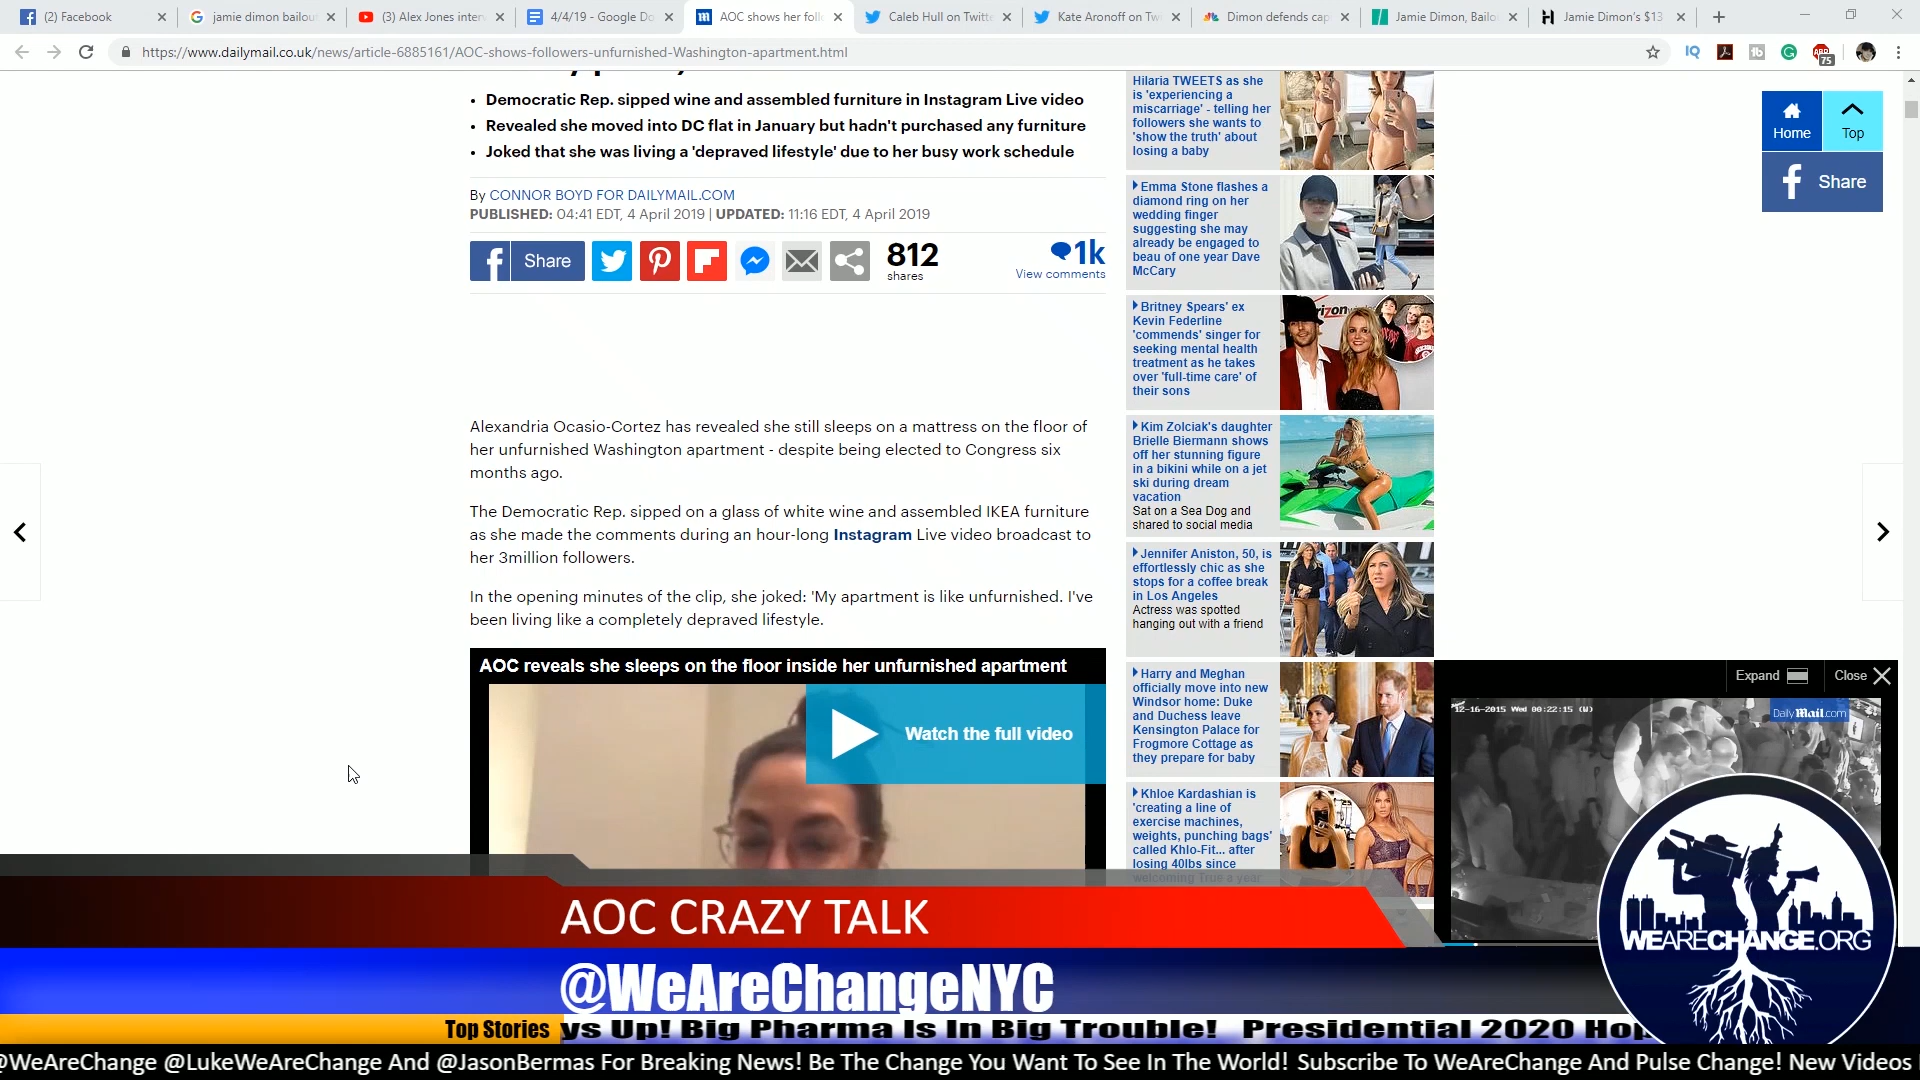 (2) Facebook
jamie dimon bailou
(3) Alex Jones inter
4/4/19 - Google Do
AOC shows her foll
Caleb Hull on Twitte
Kate Aronoff on Tw
Dimon defends cap
Jamie Dimon, Bailo
Jamie Dimon's $13
https://www.dailymail.co.uk/news/article-6885161/AOC-shows-followers-unfurnished-Washington-apartment.html
IQ
75
Democratic Rep. sipped wine and assembled furniture in Instagram Live video
Revealed she moved into DC flat in January but hadn't purchased any furniture
Joked that she was living a 'depraved lifestyle' due to her busy work schedule
By CONNOR BOYD FOR DAILYMAIL.COM
PUBLISHED: 04:41 EDT, 4 April 2019 | UPDATED: 11:16 EDT, 4 April 2019
Share
812
shares
1k
View comments
Alexandria Ocasio-Cortez has revealed she still sleeps on a mattress on the floor of
her unfurnished Washington apartment - despite being elected to Congress six
months ago.
The Democratic Rep. sipped on a glass of white wine and assembled IKEA furniture
as she made the comments during an hour-long Instagram Live video broadcast to
her 3million followers.
In the opening minutes of the clip, she joked: 'My apartment is like unfurnished. I've
been living like a completely depraved lifestyle.
AOC reveals she sleeps on the floor inside her unfurnished apartment
Watch the full video
Hilaria TWEETS as she
is 'experiencing a
miscarriage' - telling her
followers she wants to
'show the truth' about
losing a baby
Emma Stone flashes a
diamond ring on her
wedding finger
suggesting she may
already be engaged to
beau of one year Dave
McCary
Britney Spears' ex
Kevin Federline
'commends' singer for
seeking mental health
treatment as he takes
over 'full-time care' of
their sons
Kim Zolciak's daughter
Brielle Biermann shows
off her stunning figure
in a bikini while on a jet
ski during dream
vacation
Sat on a Sea Dog and
shared to social media
Jennifer Aniston, 50, is
effortlessly chic as she
stops for a coffee break
in Los Angeles
Actress was spotted
hanging out with a friend
Harry and Meghan
officially move into new
Windsor home: Duke
and Duchess leave
Kensington Palace for
Frogmore Cottage as
they prepare for baby
Khloe Kardashian is
'creating a line of
exercise machines,
weights, punching bags'
called Khlo-Fit... after
losing 40lbs since
welcoming True a year
Home
Top
Share
Expand
Close
12-16-2015 Wed 00:22:15
DailyMail.com
AOC CRAZY TALK
@WeAreChangeNYC
WEARECHANGE.ORG
Top Stories
ys Up! Big Pharma Is In Big Trouble! Presidential 2020 Hop
@WeAreChange @LukeWeAreChange And @JasonBermas For Breaking News! Be The Change You Want To See In The World! Subscribe To WeAreChange And Pulse Change! New Videos